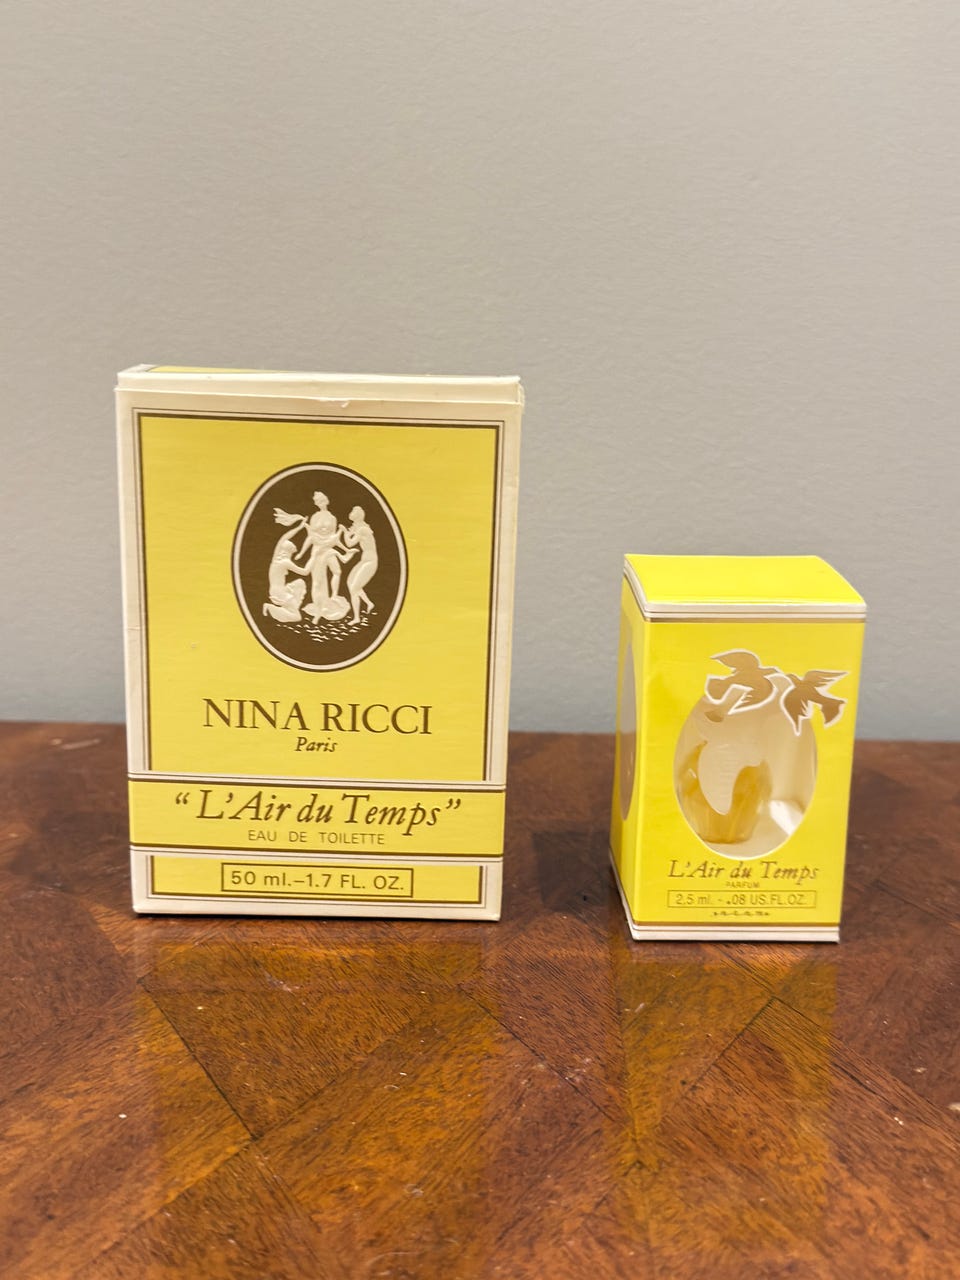 NINA RICCI
Paris
“L’Air du Temps”
EAU DE TOILETTE
50 ml.–1.7 FL. OZ.
L’Air du Temps
PARFUM
2.5 ml. - .08 US.FL.OZ.